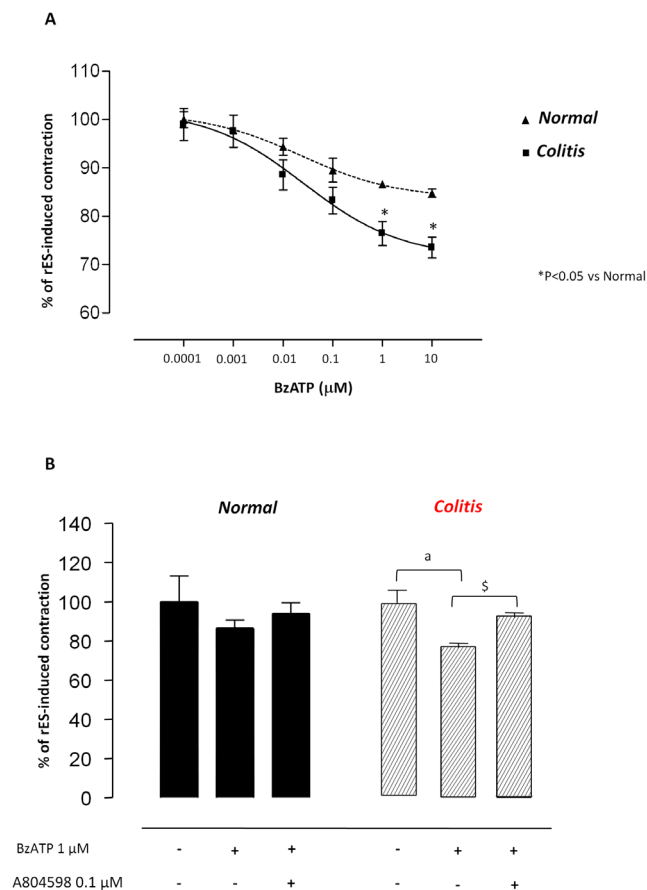 A
110
100
90
80
70
60
% of rES-induced contraction
Normal
Colitis
*
*
*P<0.05 vs Normal
0.0001 0.001 0.01 0.1 1 10
BzATP (μM)
B
Normal
Colitis
140
120
100
80
60
40
20
0
% of rES-induced contraction
a
$
BzATP 1 μM - + + - + +
A804598 0.1 μM - - + - - +